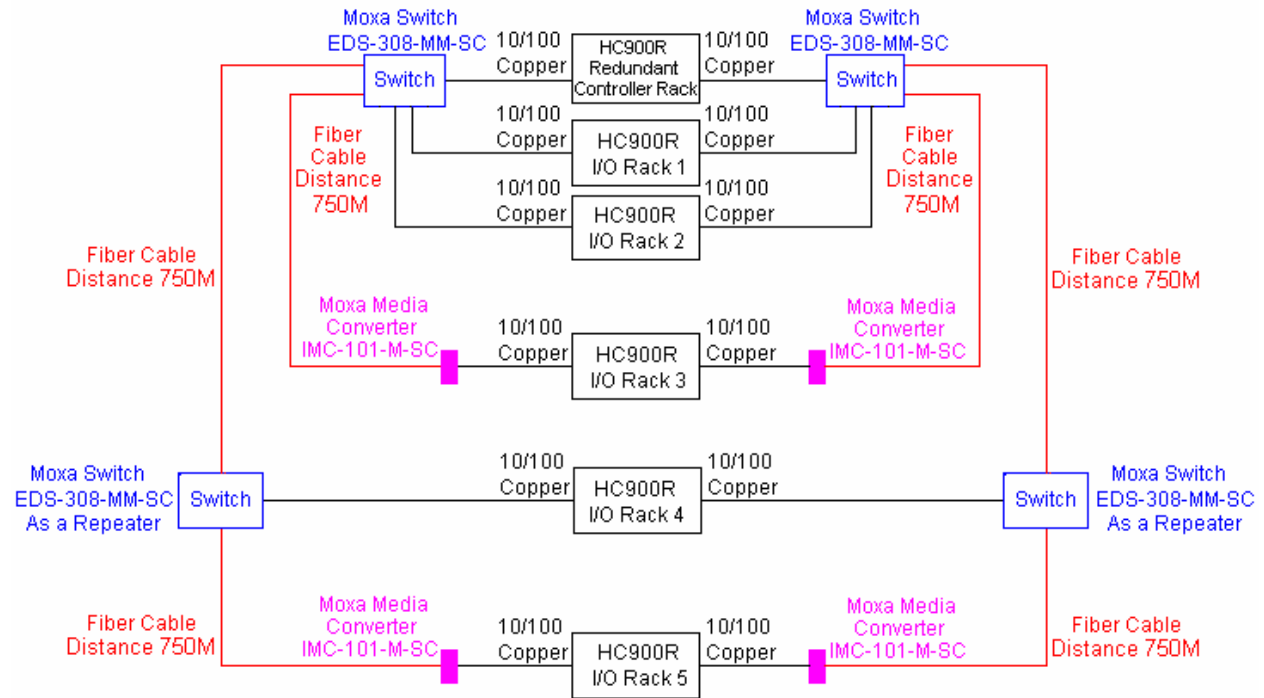 Moxa Switch
EDS-308-MM-SC
Switch
10/100
Copper
HC900R
Redundant
Controller Rack
10/100
Copper
Moxa Switch
EDS-308-MM-SC
Switch
Fiber
Cable
Distance
750M
10/100
Copper
HC900R
I/O Rack 1
10/100
Copper
Fiber
Cable
Distance
750M
10/100
Copper
HC900R
I/O Rack 2
10/100
Copper
Fiber Cable
Distance 750M
Fiber Cable
Distance 750M
Moxa Media
Converter
IMC-101-M-SC
10/100
Copper
HC900R
I/O Rack 3
10/100
Copper
Moxa Media
Converter
IMC-101-M-SC
Moxa Switch
EDS-308-MM-SC
As a Repeater
Switch
10/100
Copper
HC900R
I/O Rack 4
10/100
Copper
Switch
Moxa Switch
EDS-308-MM-SC
As a Repeater
Fiber Cable
Distance 750M
Moxa Media
Converter
IMC-101-M-SC
10/100
Copper
HC900R
I/O Rack 5
10/100
Copper
Moxa Media
Converter
IMC-101-M-SC
Fiber Cable
Distance 750M